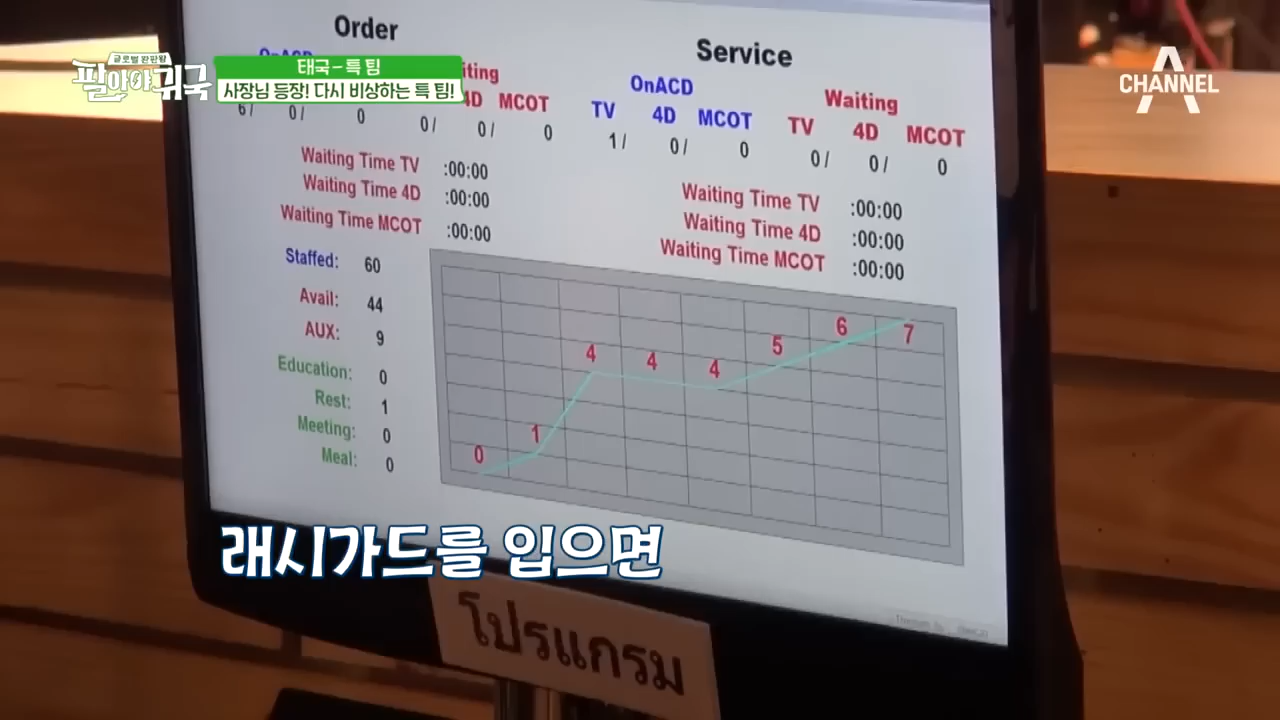 글로벌 완판왕
팔아야 귀국
태국 - 특 팀
사장님 등장! 다시 비상하는 특 팀!
CHANNEL A
Order
OnACD
4D MCOT
6/ 0/ 0 0/ 0/ 0
Waiting Time TV :00:00
Waiting Time 4D :00:00
Waiting Time MCOT :00:00
Service
OnACD Waiting
TV 4D MCOT TV 4D MCOT
1/ 0/ 0 0/ 0/ 0
Waiting Time TV :00:00
Waiting Time 4D :00:00
Waiting Time MCOT :00:00
Staffed: 60
Avail: 44
AUX: 9
Education: 0
Rest: 1
Meeting: 0
Meal: 0
0 1 4 4 4 5 6 7
래시가드를 입으면
โปรแกรม